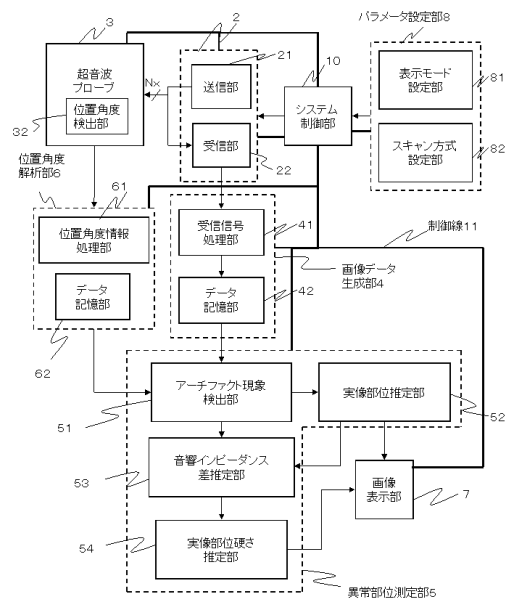 パラメータ設定部8
3
2
21
10
超音波
プローブ
Nx
送信部
システム
制御部
表示モード
設定部
81
32
位置角度
検出部
受信部
22
スキャン方式
設定部
82
位置角度
解析部6
61
位置角度情報
処理部
受信信号
処理部
41
制御線11
画像データ
生成部4
データ
記憶部
62
データ
記憶部
42
アーチファクト現象
検出部
51
実像部位推定部
52
音響インピーダンス
差推定部
53
画像
表示部
7
実像部位硬さ
推定部
54
異常部位測定部5